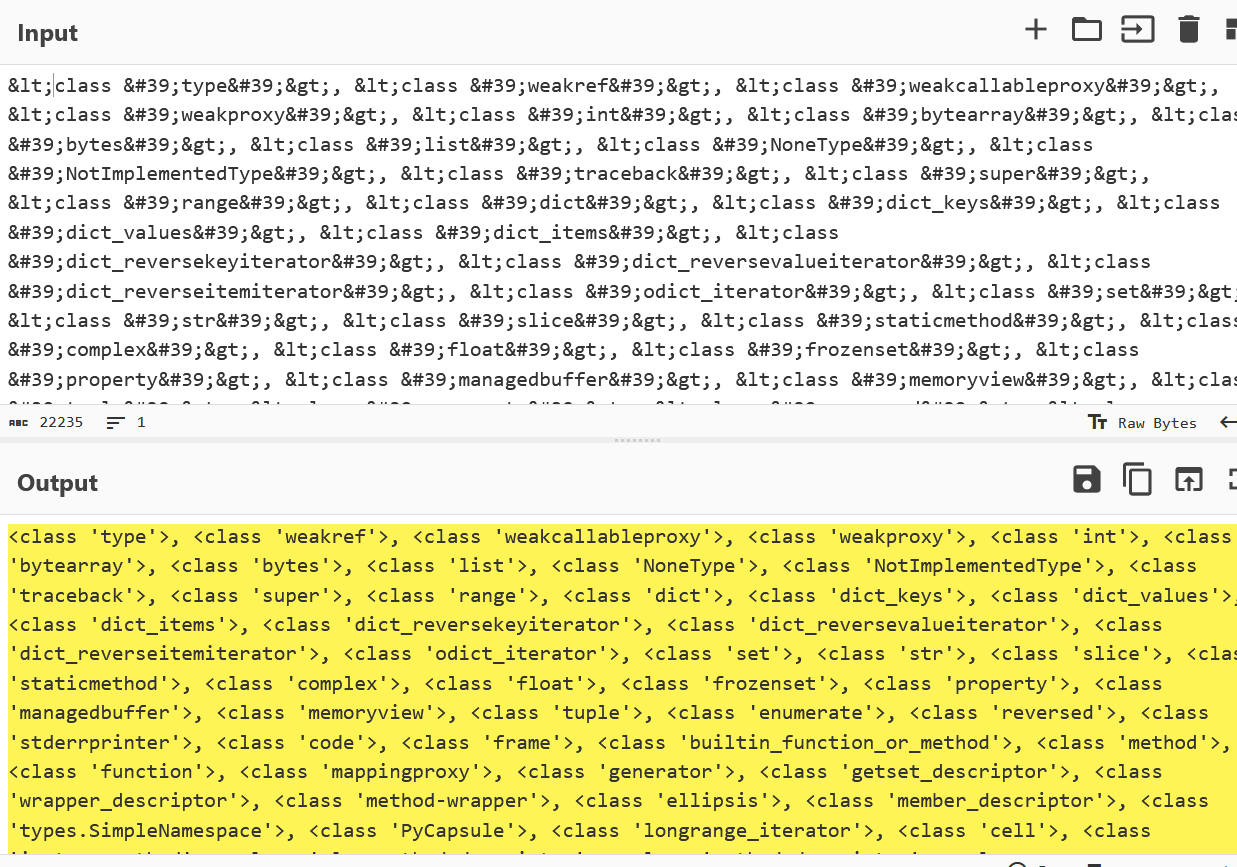 Input
&lt;class &#39;type&#39;&gt;, &lt;class &#39;weakref&#39;&gt;, &lt;class &#39;weakcallableproxy&#39;&gt;,
&lt;class &#39;weakproxy&#39;&gt;, &lt;class &#39;int&#39;&gt;, &lt;class &#39;bytearray&#39;&gt;, &lt;clas
&#39;bytes&#39;&gt;, &lt;class &#39;list&#39;&gt;, &lt;class &#39;NoneType&#39;&gt;, &lt;class
&#39;NotImplementedType&#39;&gt;, &lt;class &#39;traceback&#39;&gt;, &lt;class &#39;super&#39;&gt;,
&lt;class &#39;range&#39;&gt;, &lt;class &#39;dict&#39;&gt;, &lt;class &#39;dict_keys&#39;&gt;, &lt;class
&#39;dict_values&#39;&gt;, &lt;class &#39;dict_items&#39;&gt;, &lt;class
&#39;dict_reversekeyiterator&#39;&gt;, &lt;class &#39;dict_reversevalueiterator&#39;&gt;, &lt;class
&#39;dict_reverseitemiterator&#39;&gt;, &lt;class &#39;odict_iterator&#39;&gt;, &lt;class &#39;set&#39;&gt;
&lt;class &#39;str&#39;&gt;, &lt;class &#39;slice&#39;&gt;, &lt;class &#39;staticmethod&#39;&gt;, &lt;class
&#39;complex&#39;&gt;, &lt;class &#39;float&#39;&gt;, &lt;class &#39;frozenset&#39;&gt;, &lt;class
&#39;property&#39;&gt;, &lt;class &#39;managedbuffer&#39;&gt;, &lt;class &#39;memoryview&#39;&gt;, &lt;clas
ABC 22235 1 Tт Raw Bytes
Output
<class 'type'>, <class 'weakref'>, <class 'weakcallableproxy'>, <class 'weakproxy'>, <class 'int'>, <class
'bytearray'>, <class 'bytes'>, <class 'list'>, <class 'NoneType'>, <class 'NotImplementedType'>, <class
'traceback'>, <class 'super'>, <class 'range'>, <class 'dict'>, <class 'dict_keys'>, <class 'dict_values'>,
<class 'dict_items'>, <class 'dict_reversekeyiterator'>, <class 'dict_reversevalueiterator'>, <class
'dict_reverseitemiterator'>, <class 'odict_iterator'>, <class 'set'>, <class 'str'>, <class 'slice'>, <clas
'staticmethod'>, <class 'complex'>, <class 'float'>, <class 'frozenset'>, <class 'property'>, <class
'managedbuffer'>, <class 'memoryview'>, <class 'tuple'>, <class 'enumerate'>, <class 'reversed'>, <class
'stderrprinter'>, <class 'code'>, <class 'frame'>, <class 'builtin_function_or_method'>, <class 'method'>,
<class 'function'>, <class 'mappingproxy'>, <class 'generator'>, <class 'getset_descriptor'>, <class
'wrapper_descriptor'>, <class 'method-wrapper'>, <class 'ellipsis'>, <class 'member_descriptor'>, <class
'types.SimpleNamespace'>, <class 'PyCapsule'>, <class 'longrange_iterator'>, <class 'cell'>, <class